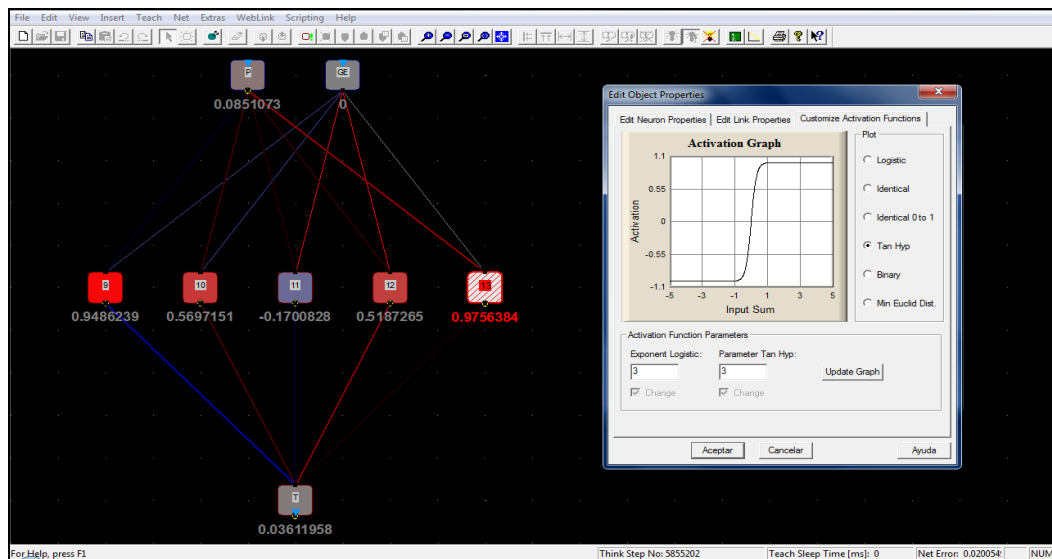 File Edit View Insert Teach Net Extras WebLink Scripting Help
P
GE
0.0851073
0
9
10
11
12
13
0.9486239
0.5697151
-0.1700828
0.5187265
0.9756384
T
0.03611958
Edit Object Properties
Edit Neuron Properties Edit Link Properties Customize Activation Functions
Activation Graph
1.1
0.55
0
-0.55
-1.1
-5 -3 -1 1 3 5
Activation
Input Sum
Plot
Logistic
Identical
Identical 0 to 1
Tan Hyp
Binary
Min Euclid Dist.
Activation Function Parameters
Exponent Logistic: Parameter Tan Hyp:
3 3 Update Graph
Change Change
Aceptar Cancelar Ayuda
For Help, press F1 Think Step No: 5855202 Teach Sleep Time [ms]: 0 Net Error: 0.020054 NUM